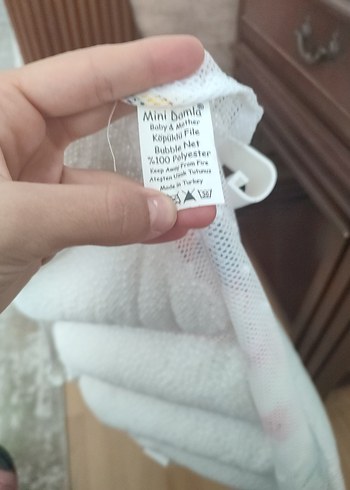 Mini Damla®
Baby & Mother
Köpüklü File
Bubble Net
%100 Polyester
Keep Away From Fire
Ateşten Uzak Tutunuz
Made in Turkey